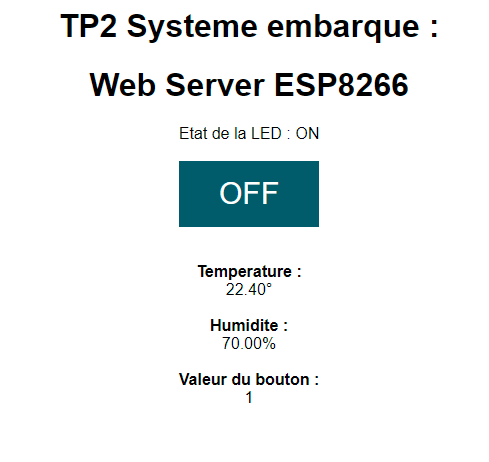 TP2 Systeme embarque :
Web Server ESP8266
Etat de la LED : ON
OFF
Temperature :
22.40°
Humidite :
70.00%
Valeur du bouton :
1